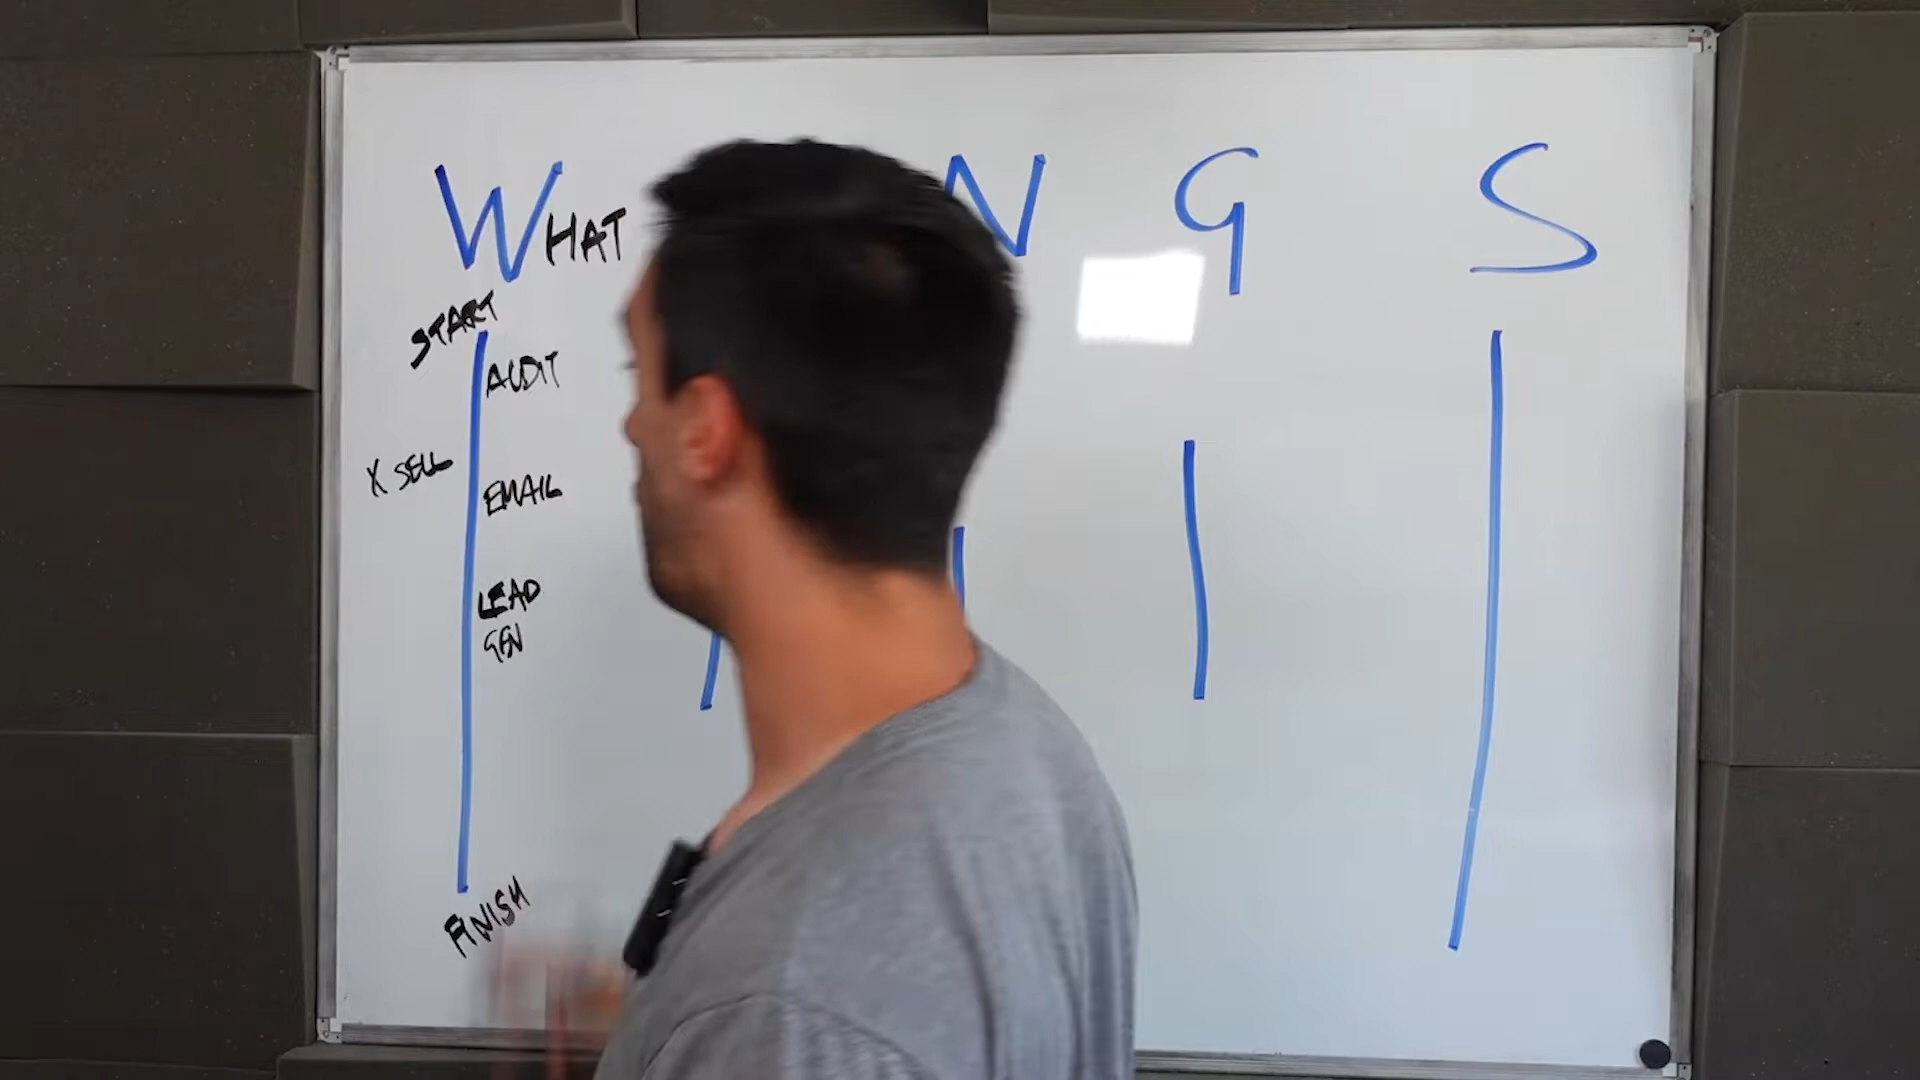 WHAT N G S
START
AUDIT
X SELL
EMAIL
LEAD
GEN
FINISH